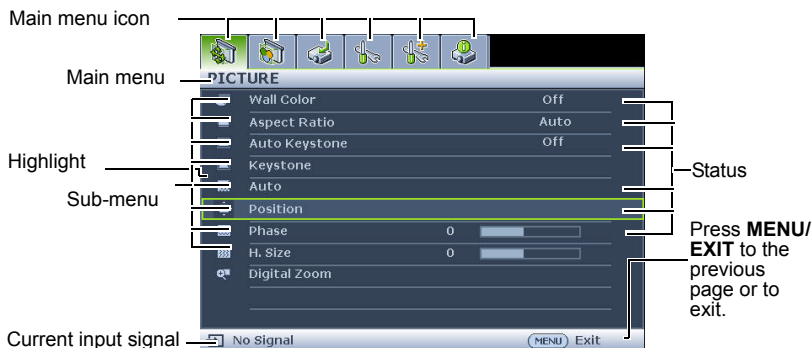 Main menu icon
Main menu
PICTURE
Wall Color Off
Aspect Ratio Auto
Auto Keystone Off
Keystone
Highlight
Auto
Status
Sub-menu
Position
Phase 0
H. Size 0
Digital Zoom
Press MENU/
EXIT to the
previous
page or to
exit.
Current input signal
No Signal
MENU Exit